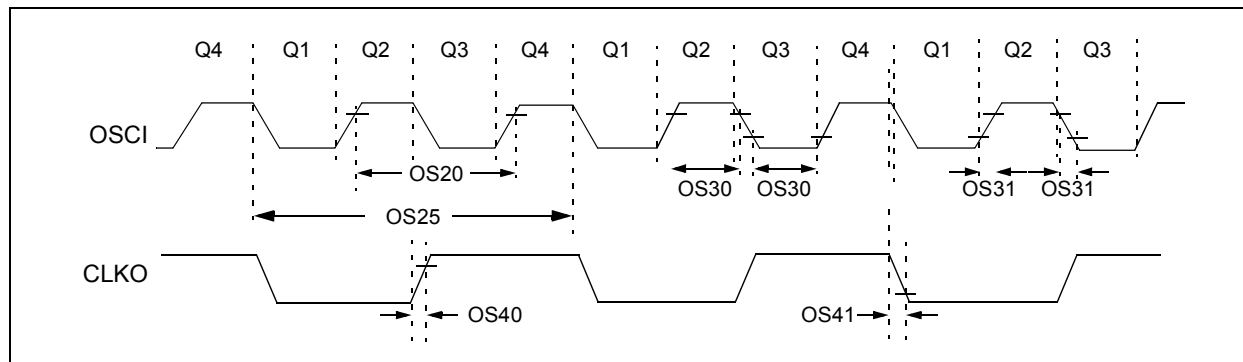 Q4 Q1 Q2 Q3 Q4 Q1 Q2 Q3 Q4 Q1 Q2 Q3
OSCI
OS20
OS30 OS30 OS31 OS31
OS25
CLKO
OS40 OS41